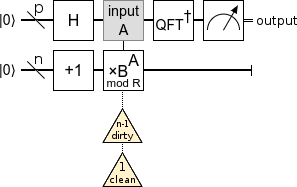 |0⟩ p H input A QFT† output
|0⟩ n +1 ×B^A mod R
n-1 dirty
1 clean